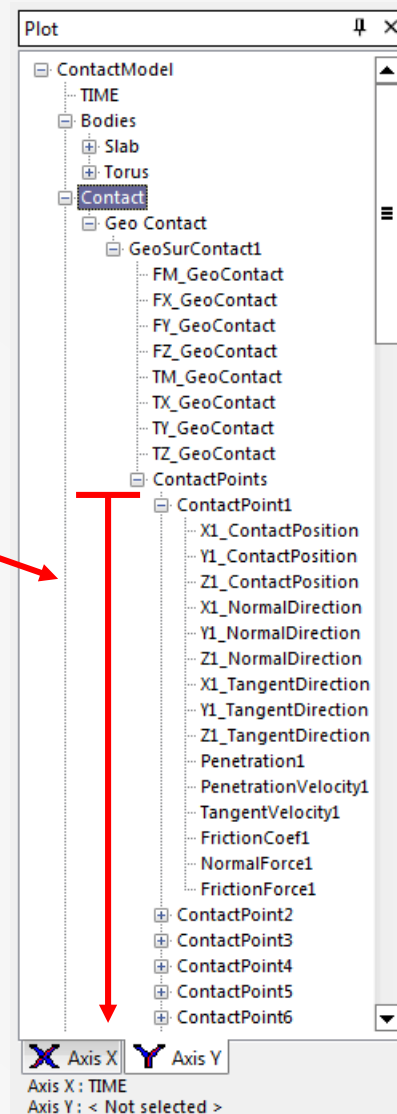 Plot
ContactModel
TIME
Bodies
Slab
Torus
Contact
Geo Contact
GeoSurContact1
FM_GeoContact
FX_GeoContact
FY_GeoContact
FZ_GeoContact
TM_GeoContact
TX_GeoContact
TY_GeoContact
TZ_GeoContact
ContactPoints
ContactPoint1
X1_ContactPosition
Y1_ContactPosition
Z1_ContactPosition
X1_NormalDirection
Y1_NormalDirection
Z1_NormalDirection
X1_TangentDirection
Y1_TangentDirection
Z1_TangentDirection
Penetration1
PenetrationVelocity1
TangentVelocity1
FrictionCoef1
NormalForce1
FrictionForce1
ContactPoint2
ContactPoint3
ContactPoint4
ContactPoint5
ContactPoint6
Axis X Axis Y
Axis X : TIME
Axis Y : < Not selected >